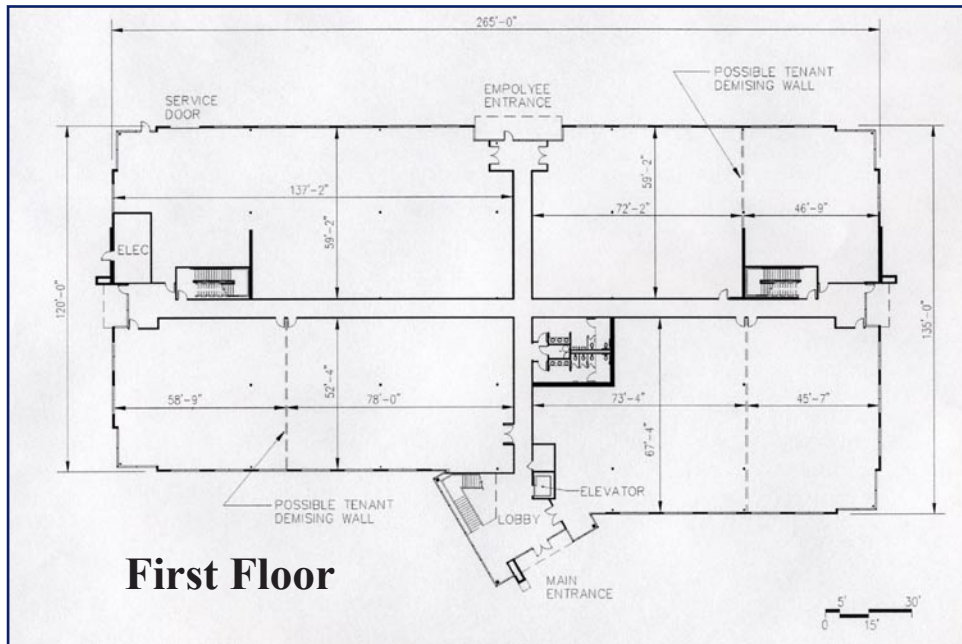 265'-0"
POSSIBLE TENANT
DEMISING WALL
SERVICE
DOOR
EMPOLYEE
ENTRANCE
137'-2"
59'-2"
59'-2"
72'-2"
46'-9"
ELEC
120'-0"
135'-0"
58'-9"
52'-4"
78'-0"
73'-4"
67'-4"
45'-7"
POSSIBLE TENANT
DEMISING WALL
LOBBY
ELEVATOR
MAIN
ENTRANCE
First Floor
5'
30'
0
15'